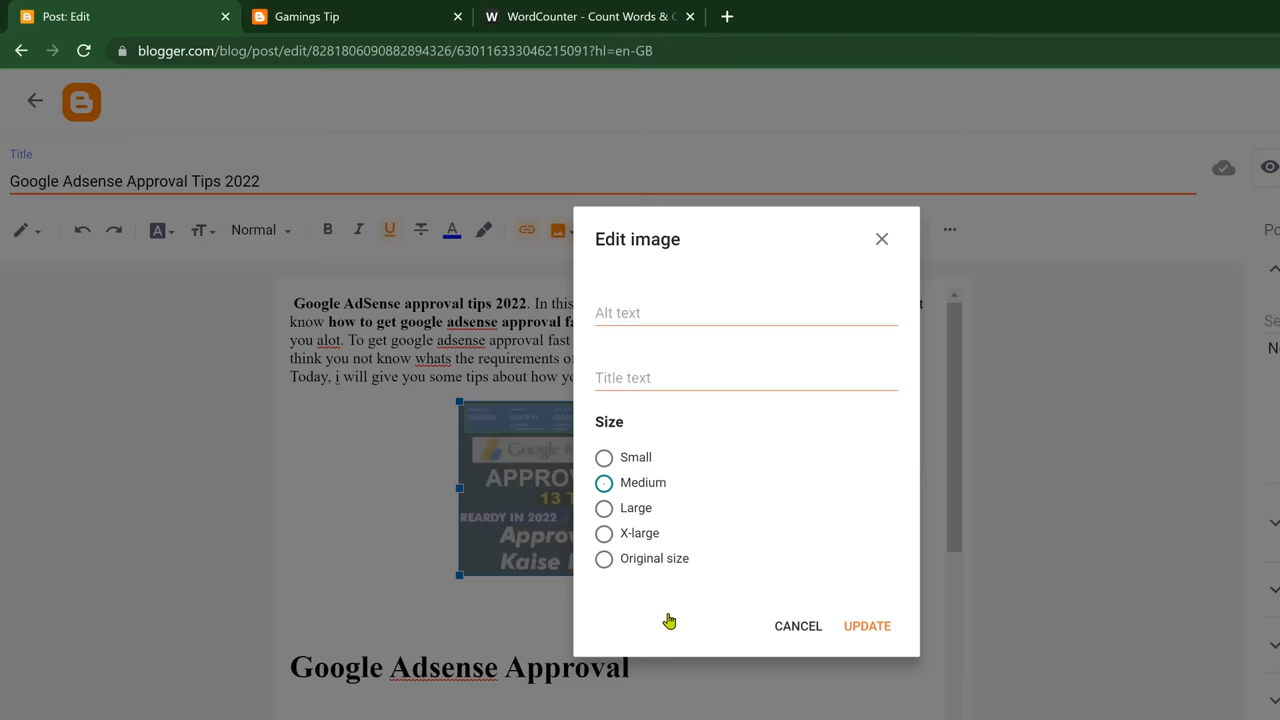 Post: Edit
Gamings Tip
WordCounter - Count Words &
blogger.com/blog/post/edit/8281806090882894326/630116333046215091?hl=en-GB
Title
Google Adsense Approval Tips 2022
Normal
B I U A
Google AdSense approval tips 2022. In this
know how to get google adsense approval fa
you alot. To get google adsense approval fast
think you not know whats the requirements of
Today, i will give you some tips about how yo
Google
APPROV
13 T
REARDY IN 2022
Approv
Kaise
Google Adsense Approval
Edit image
Alt text
Title text
Size
Small
Medium
Large
X-large
Original size
CANCEL
UPDATE